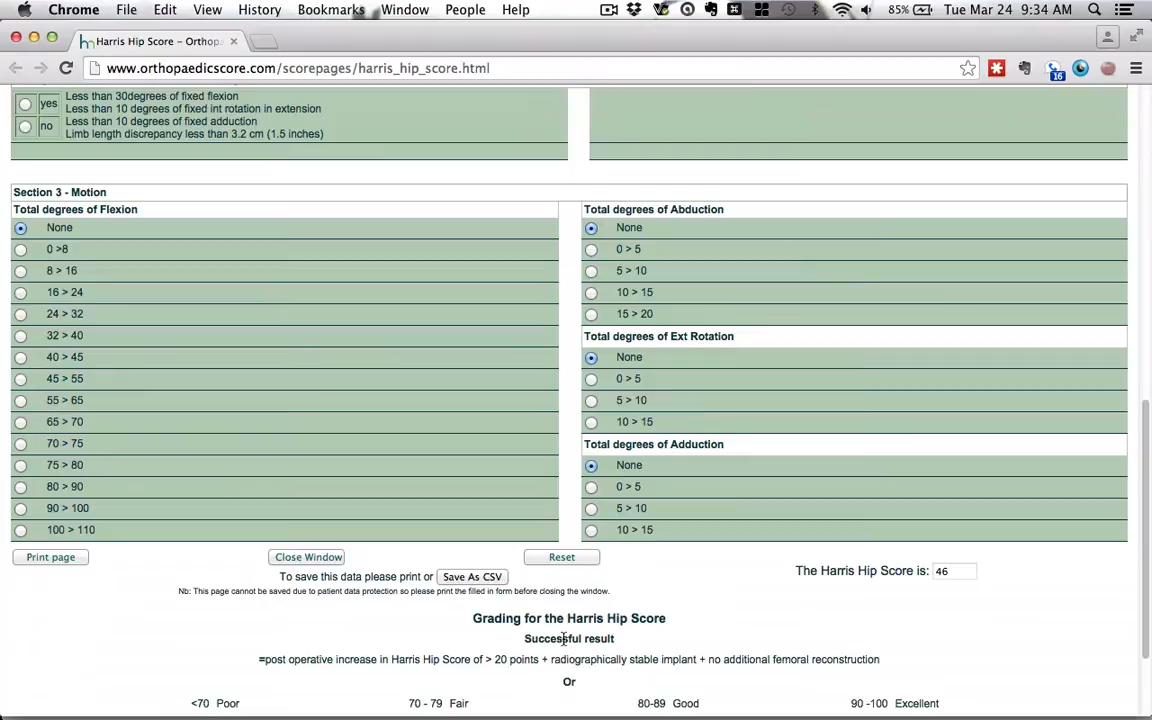 Chrome File Edit View History Bookmarks Window People Help 85% Tue Mar 24 9:34 AM
Harris Hip Score – Orthop
www.orthopaedicscore.com/scorepages/harris_hip_score.html
16
yes
no
Less than 30degrees of fixed flexion
Less than 10 degrees of fixed int rotation in extension
Less than 10 degrees of fixed adduction
Limb length discrepancy less than 3.2 cm (1.5 inches)
Section 3 - Motion
Total degrees of Flexion
None
0 >8
8 > 16
16 > 24
24 > 32
32 > 40
40 > 45
45 > 55
55 > 65
65 > 70
70 > 75
75 > 80
80 > 90
90 > 100
100 > 110
Total degrees of Abduction
None
0 > 5
5 > 10
10 > 15
15 > 20
Total degrees of Ext Rotation
None
0 > 5
5 > 10
10 > 15
Total degrees of Adduction
None
0 > 5
5 > 10
10 > 15
Print page Close Window Reset
To save this data please print or Save As CSV
The Harris Hip Score is: 46
Nb: This page cannot be saved due to patient data protection so please print the filled in form before closing the window.
Grading for the Harris Hip Score
Successful result
=post operative increase in Harris Hip Score of > 20 points + radiographically stable implant + no additional femoral reconstruction
Or
<70 Poor 70 - 79 Fair 80-89 Good 90 -100 Excellent